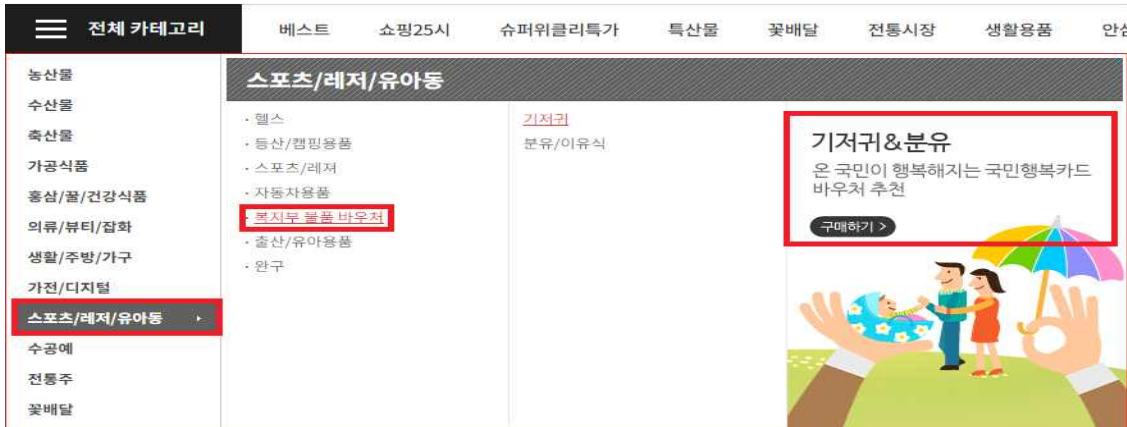 전체 카테고리
베스트 쇼핑25시 슈퍼위클리특가 특산물 꽃배달 전통시장 생활용품
농산물
수산물
축산물
가공식품
홍삼/꿀/건강식품
의류/뷰티/잡화
생활/주방/가구
가전/디지털
스포츠/레저/유아동
수공예
전통주
꽃배달
스포츠/레저/유아동
· 헬스
· 등산/캠핑용품
· 스포츠/레져
· 자동차용품
· 복지부 물품 바우처
· 출산/유아용품
· 완구
기저귀
분유/이유식
기저귀&분유
온 국민이 행복해지는 국민행복카드
바우처 추천
구매하기 >